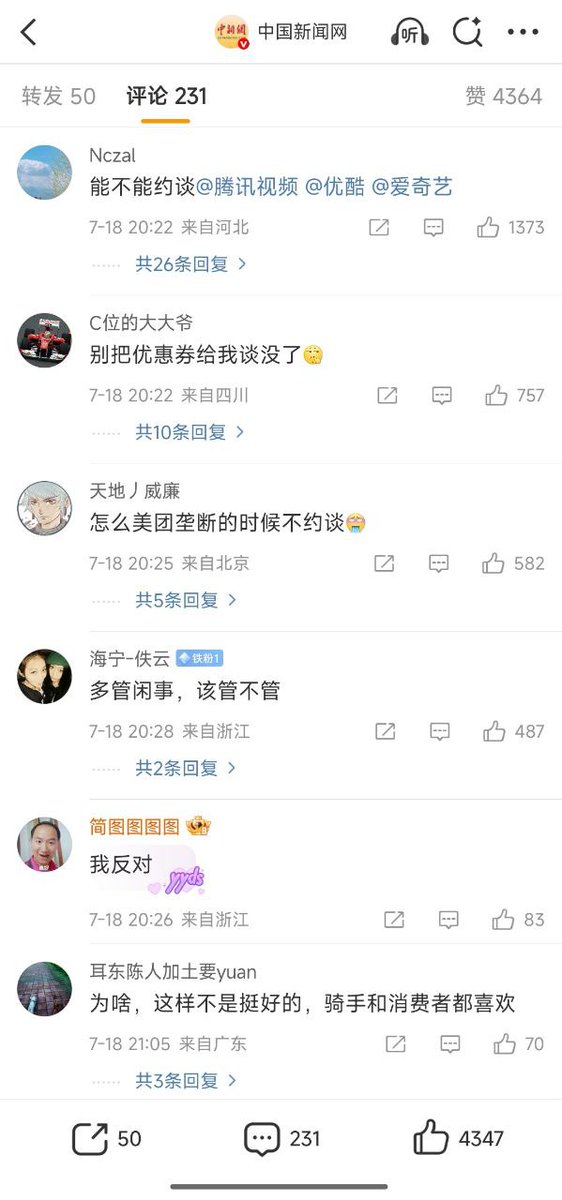 中国新闻网
听
转发 50 评论 231 赞 4364
Nczal
能不能约谈@腾讯视频 @优酷 @爱奇艺
7-18 20:22 来自河北 1373
共26条回复
C位的大大爷
别把优惠券给我谈没了
7-18 20:22 来自四川 757
共10条回复
天地丿威廉
怎么美团垄断的时候不约谈
7-18 20:25 来自北京 582
共5条回复
海宁-佚云 铁粉1
多管闲事，该管不管
7-18 20:28 来自浙江 487
共2条回复
简图图图图
我反对
yyds
7-18 20:26 来自浙江 83
耳东陈人加土要yuan
为啥，这样不是挺好的，骑手和消费者都喜欢
7-18 21:05 来自广东 70
共3条回复
50 231 4347